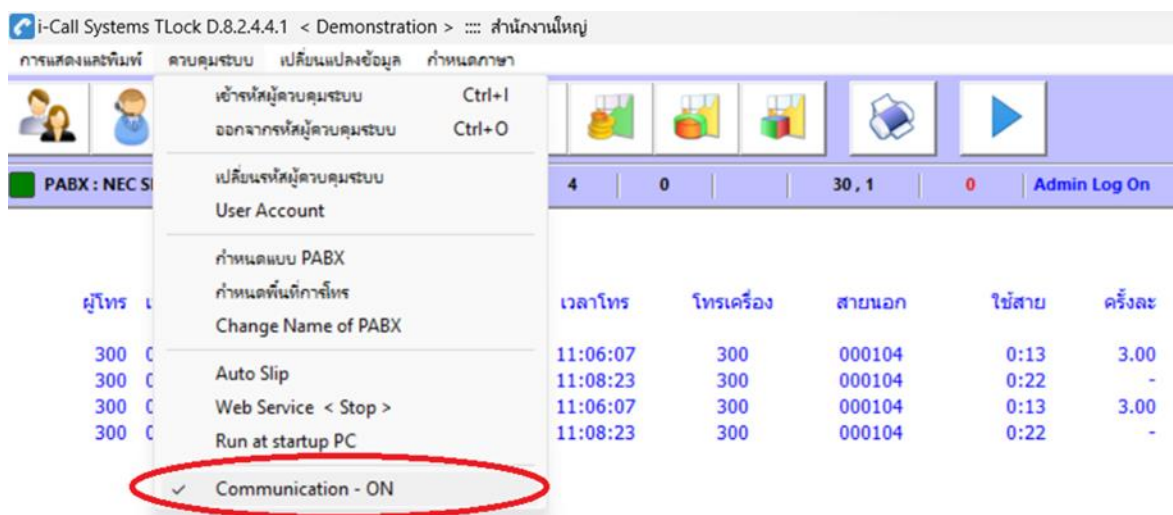 i-Call Systems TLock D.8.2.4.4.1 < Demonstration > :::: สำนักงานใหญ่
การแสดงและพิมพ์ ควบคุมระบบ เปลี่ยนแปลงข้อมูล กำหนดภาษา
เข้ารหัสผู้ควบคุมระบบ Ctrl+I
ออกจากรหัสผู้ควบคุมระบบ Ctrl+O
เปลี่ยนรหัสผู้ควบคุมระบบ
User Account
กำหนดแบบ PABX
กำหนดพื้นที่การโทร
Change Name of PABX
Auto Slip
Web Service < Stop >
Run at startup PC
Communication - ON
PABX : NEC 4 0 30 , 1 0 Admin Log On
ผู้โทร เวลาโทร โทรเครื่อง สายนอก ใช้สาย ครั้งละ
300 11:06:07 300 000104 0:13 3.00
300 11:08:23 300 000104 0:22 -
300 11:06:07 300 000104 0:13 3.00
300 11:08:23 300 000104 0:22 -